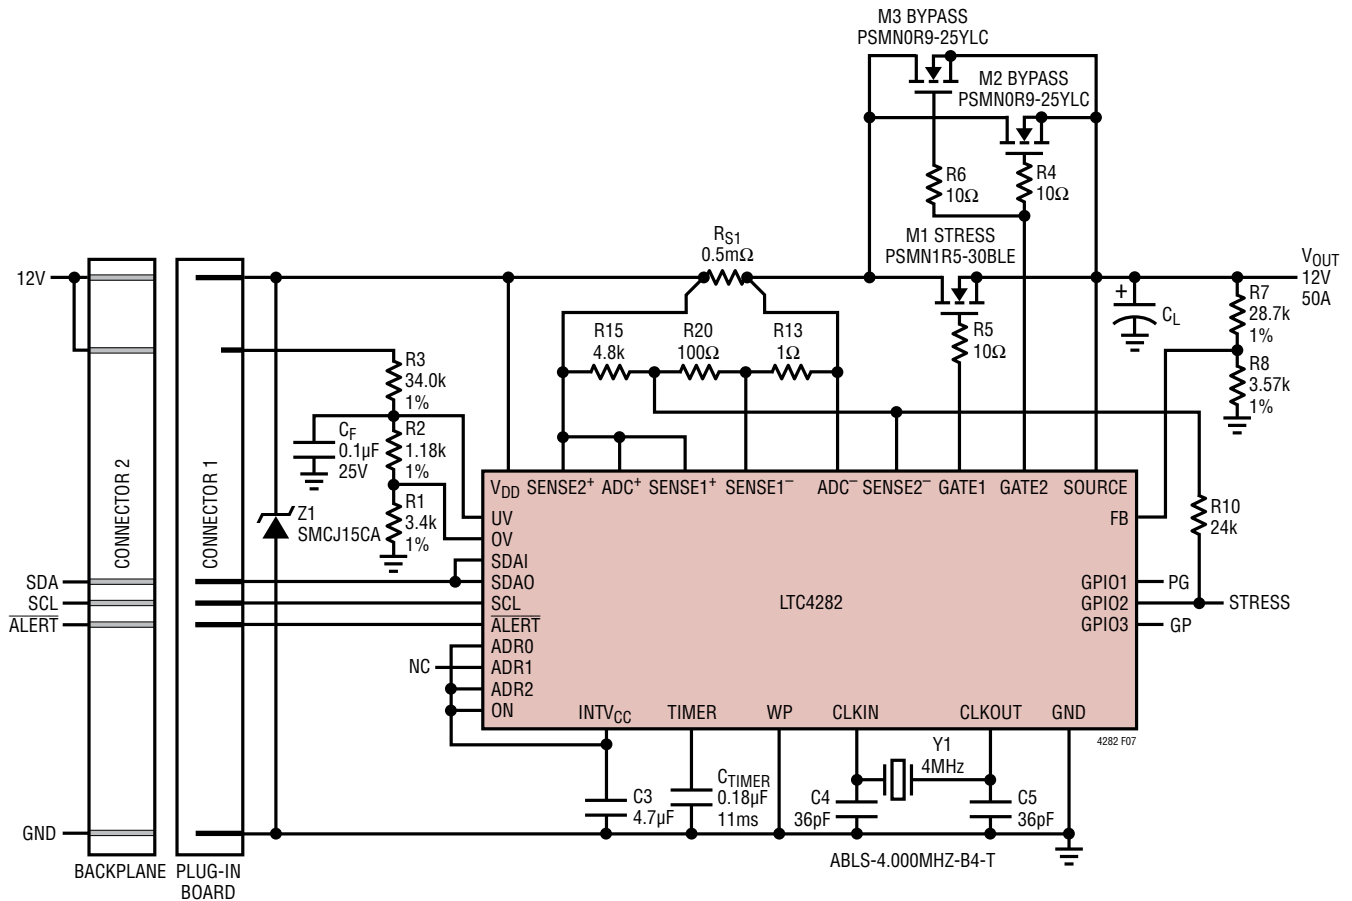 M3 BYPASS
PSMN0R9-25YLC
M2 BYPASS
PSMN0R9-25YLC
R6
10Ω
R4
10Ω
RS1
0.5mΩ
M1 STRESS
PSMN1R5-30BLE
12V
VOUT
12V
50A
R7
28.7k
1%
CL
+
R5
10Ω
R15
4.8k
R20
100Ω
R13
1Ω
R3
34.0k
1%
R8
3.57k
1%
CF
0.1µF
25V
R2
1.18k
1%
CONNECTOR 2
CONNECTOR 1
Z1
SMCJ15CA
R1
3.4k
1%
VDD
SENSE2+
ADC+
SENSE1+
SENSE1−
ADC−
SENSE2−
GATE1
GATE2
SOURCE
UV
OV
SDAI
SDAO
SCL
ALERT
ADR0
ADR1
ADR2
ON
FB
R10
24k
LTC4282
GPIO1
PG
GPIO2
STRESS
GPIO3
GP
SDA
SCL
ALERT
NC
INTVCC
TIMER
WP
CLKIN
CLKOUT
GND
4282 F07
Y1
4MHz
C3
4.7µF
CTIMER
0.18µF
11ms
C4
36pF
C5
36pF
GND
ABLS-4.000MHZ-B4-T
BACKPLANE
PLUG-IN
BOARD